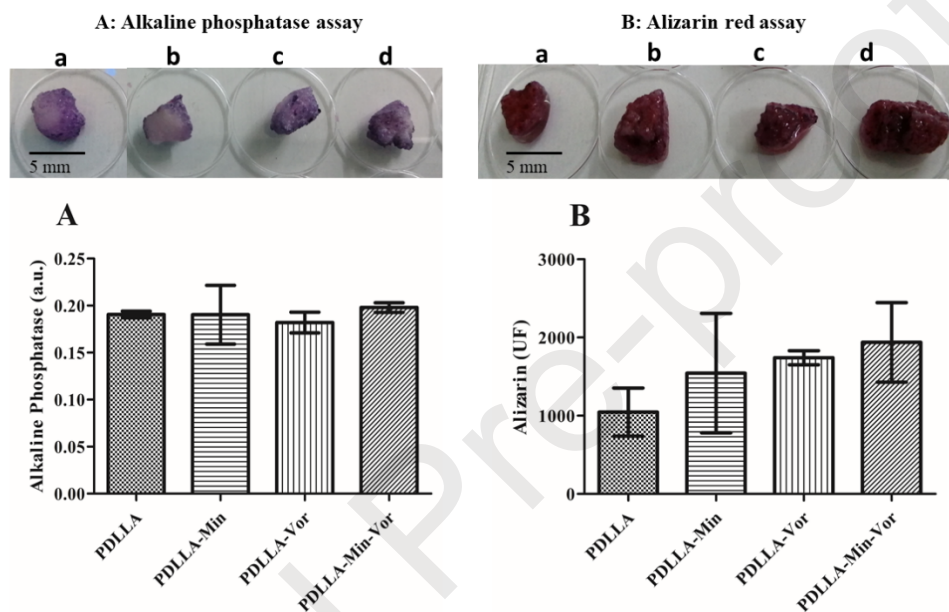 A: Alkaline phosphatase assay
a b c d
5 mm
B: Alizarin red assay
a b c d
5 mm
A
Alkaline Phosphatase (a.u.)
0.25
0.20
0.15
0.10
0.05
0.00
PDLLA
PDLLA-Min
PDLLA-Vor
PDLLA-Min-Vor
B
Alizarin (UF)
3000
2000
1000
0
PDLLA
PDLLA-Min
PDLLA-Vor
PDLLA-Min-Vor
l Pre-proo